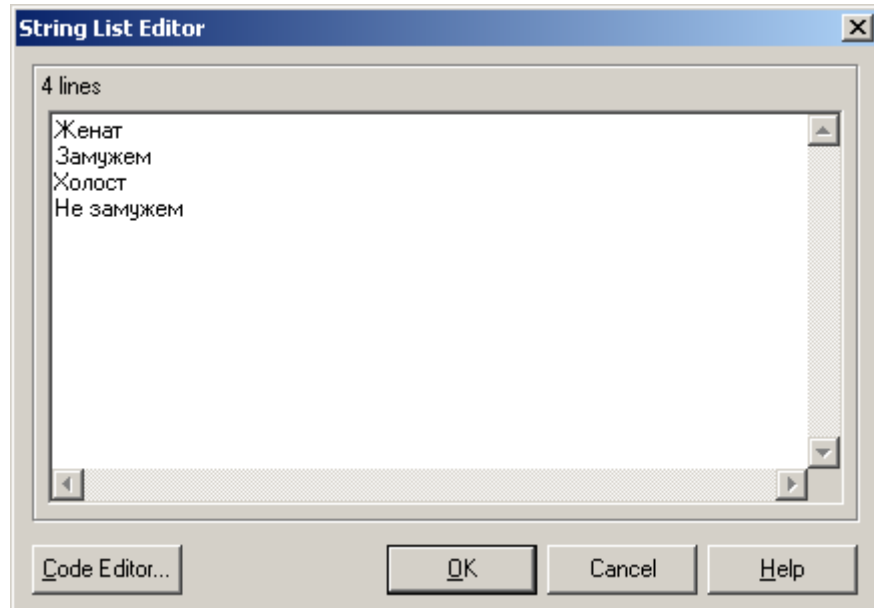 String List Editor
4 lines
Женат
Замужем
Холост
Не замужем
Code Editor... OK Cancel Help